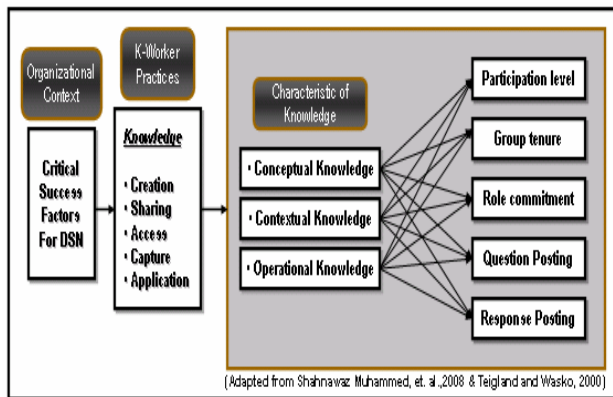 Organizational
Context
Critical
Success
Factors
For DSN
K-Worker
Practices
Knowledge
• Creation
• Sharing
• Access
• Capture
• Application
Characteristic of
Knowledge
• Conceptual Knowledge
• Contextual Knowledge
• Operational Knowledge
Participation level
Group tenure
Role commitment
Question Posting
Response Posting
(Adapted from Shahnawaz Muhammed, et. al.,2008 & Teigland and Wasko, 2000)